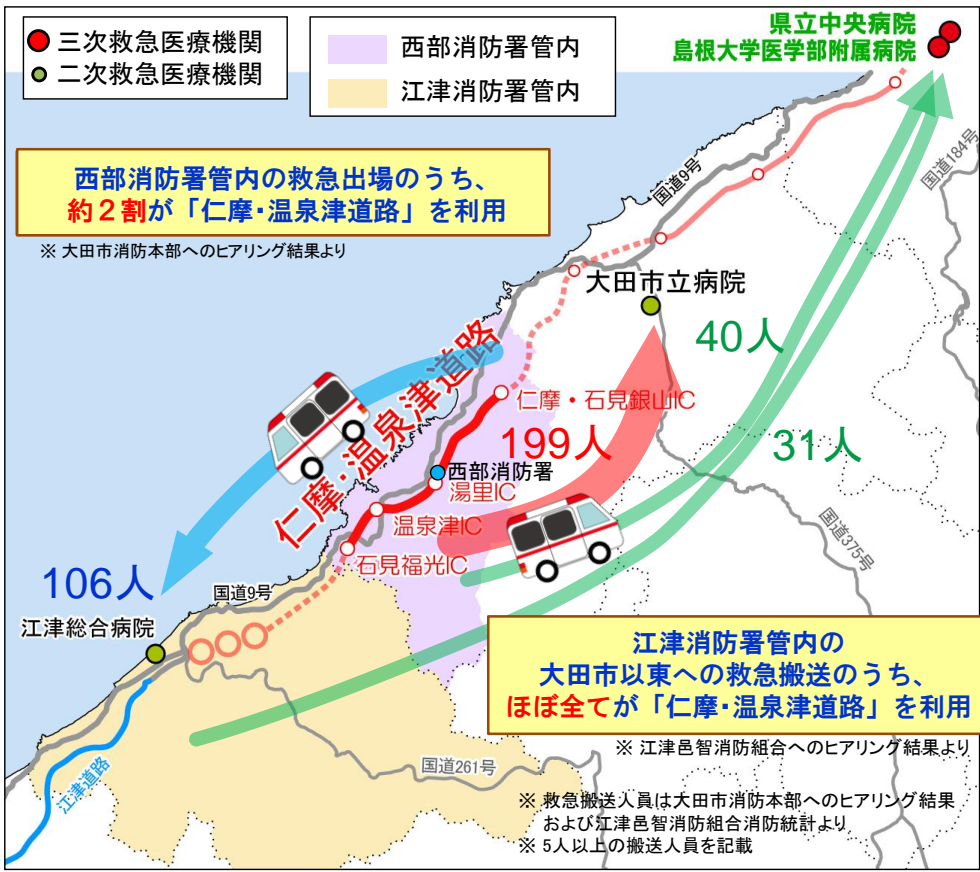 三次救急医療機関
二次救急医療機関
西部消防署管内
江津消防署管内
県立中央病院
島根大学医学部附属病院
西部消防署管内の救急出場のうち、
約２割が「仁摩・温泉津道路」を利用
※ 大田市消防本部へのヒアリング結果より
国道9号
国道184号
大田市立病院
40人
仁摩・温泉津道路
仁摩・石見銀山IC
199人
31人
西部消防署
湯里IC
温泉津IC
石見福光IC
国道375号
106人
国道9号
江津総合病院
江津消防署管内の
大田市以東への救急搬送のうち、
ほぼ全てが「仁摩・温泉津道路」を利用
※ 江津邑智消防組合へのヒアリング結果より
国道261号
江津道路
※ 救急搬送人員は大田市消防本部へのヒアリング結果
および江津邑智消防組合消防統計より
※ 5人以上の搬送人員を記載